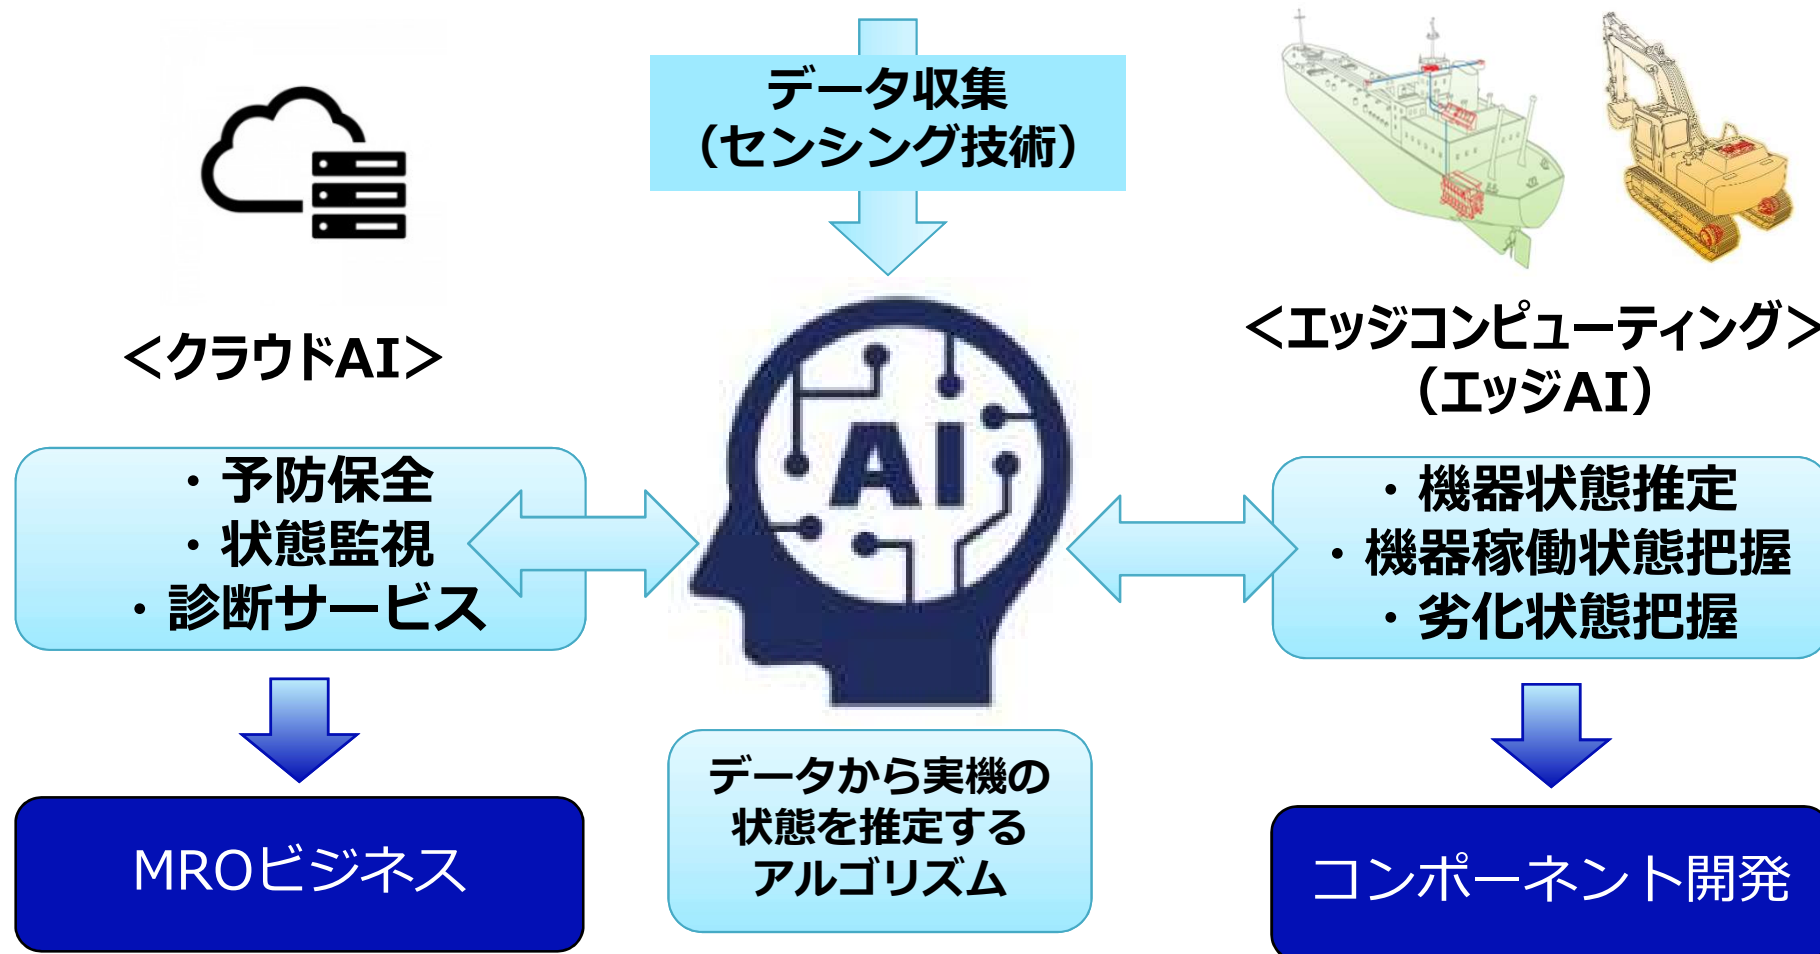 データ収集
（センシング技術）
＜クラウドAI＞
・予防保全
・状態監視
・診断サービス
MROビジネス
AI
データから実機の
状態を推定する
アルゴリズム
＜エッジコンピューティング＞
（エッジAI）
・機器状態推定
・機器稼働状態把握
・劣化状態把握
コンポーネント開発